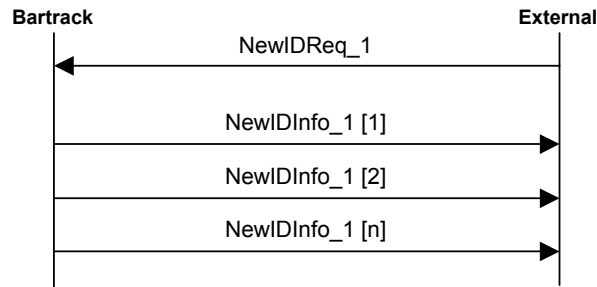 Bartrack External
NewIDReq_1
NewIDInfo_1 [1]
NewIDInfo_1 [2]
NewIDInfo_1 [n]